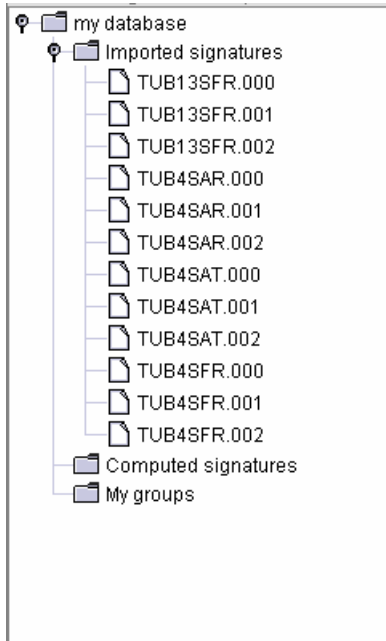 my database
Imported signatures
TUB13SFR.000
TUB13SFR.001
TUB13SFR.002
TUB4SAR.000
TUB4SAR.001
TUB4SAR.002
TUB4SAT.000
TUB4SAT.001
TUB4SAT.002
TUB4SFR.000
TUB4SFR.001
TUB4SFR.002
Computed signatures
My groups